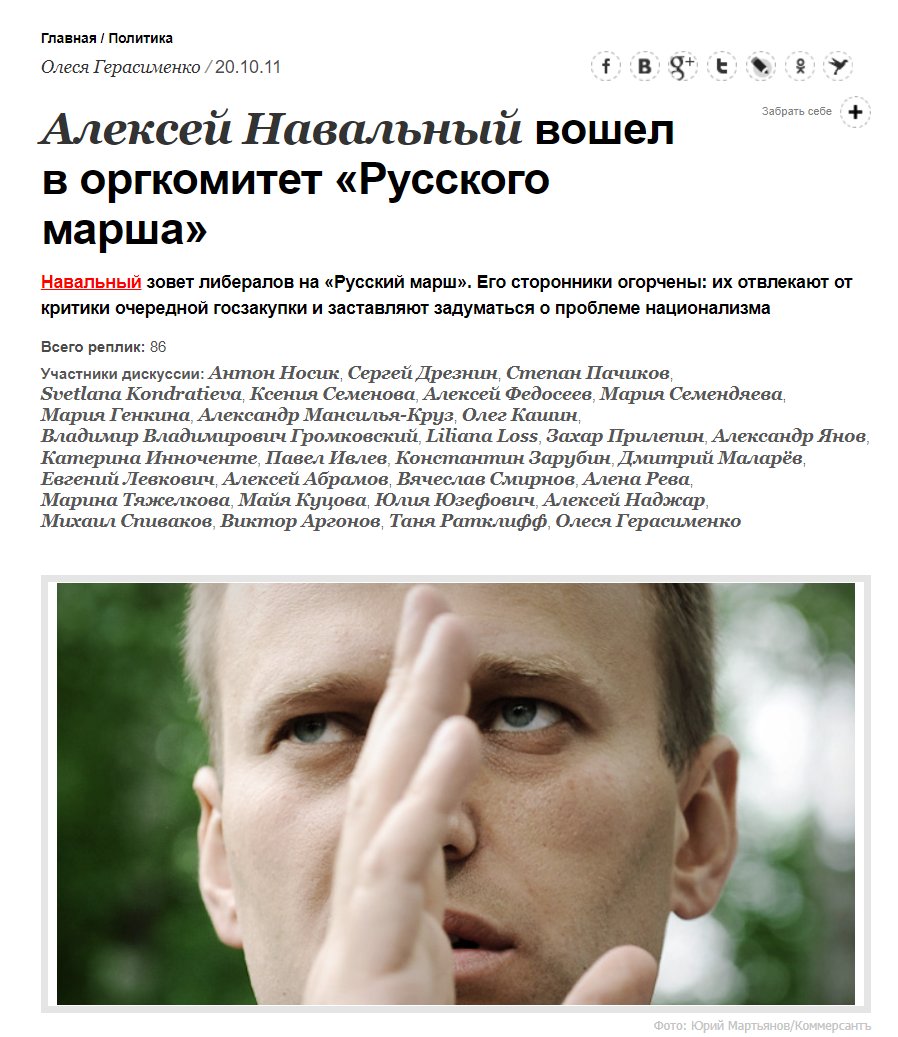 Главная / Политика
Олеся Герасименко / 20.10.11
Забрать себе
Алексей Навальный вошел
в оргкомитет «Русского
марша»
Навальный зовет либералов на «Русский марш». Его сторонники огорчены: их отвлекают от
критики очередной госзакупки и заставляют задуматься о проблеме национализма
Всего реплик: 86
Участники дискуссии: Антон Носик, Сергей Дрезнин, Степан Пачиков,
Svetlana Kondratieva, Ксения Семенова, Алексей Федосеев, Мария Семендяева,
Мария Генкина, Александр Мансилья-Круз, Олег Кашин,
Владимир Владимирович Громковский, Liliana Loss, Захар Прилепин, Александр Янов,
Катерина Инноченте, Павел Ивлев, Константин Зарубин, Дмитрий Маларёв,
Евгений Левкович, Алексей Абрамов, Вячеслав Смирнов, Алена Рева,
Марина Тяжелкова, Майя Куцова, Юлия Юзефович, Алексей Наджар,
Михаил Спиваков, Виктор Аргонов, Таня Ратклифф, Олеся Герасименко
Фото: Юрий Мартьянов/Коммерсантъ